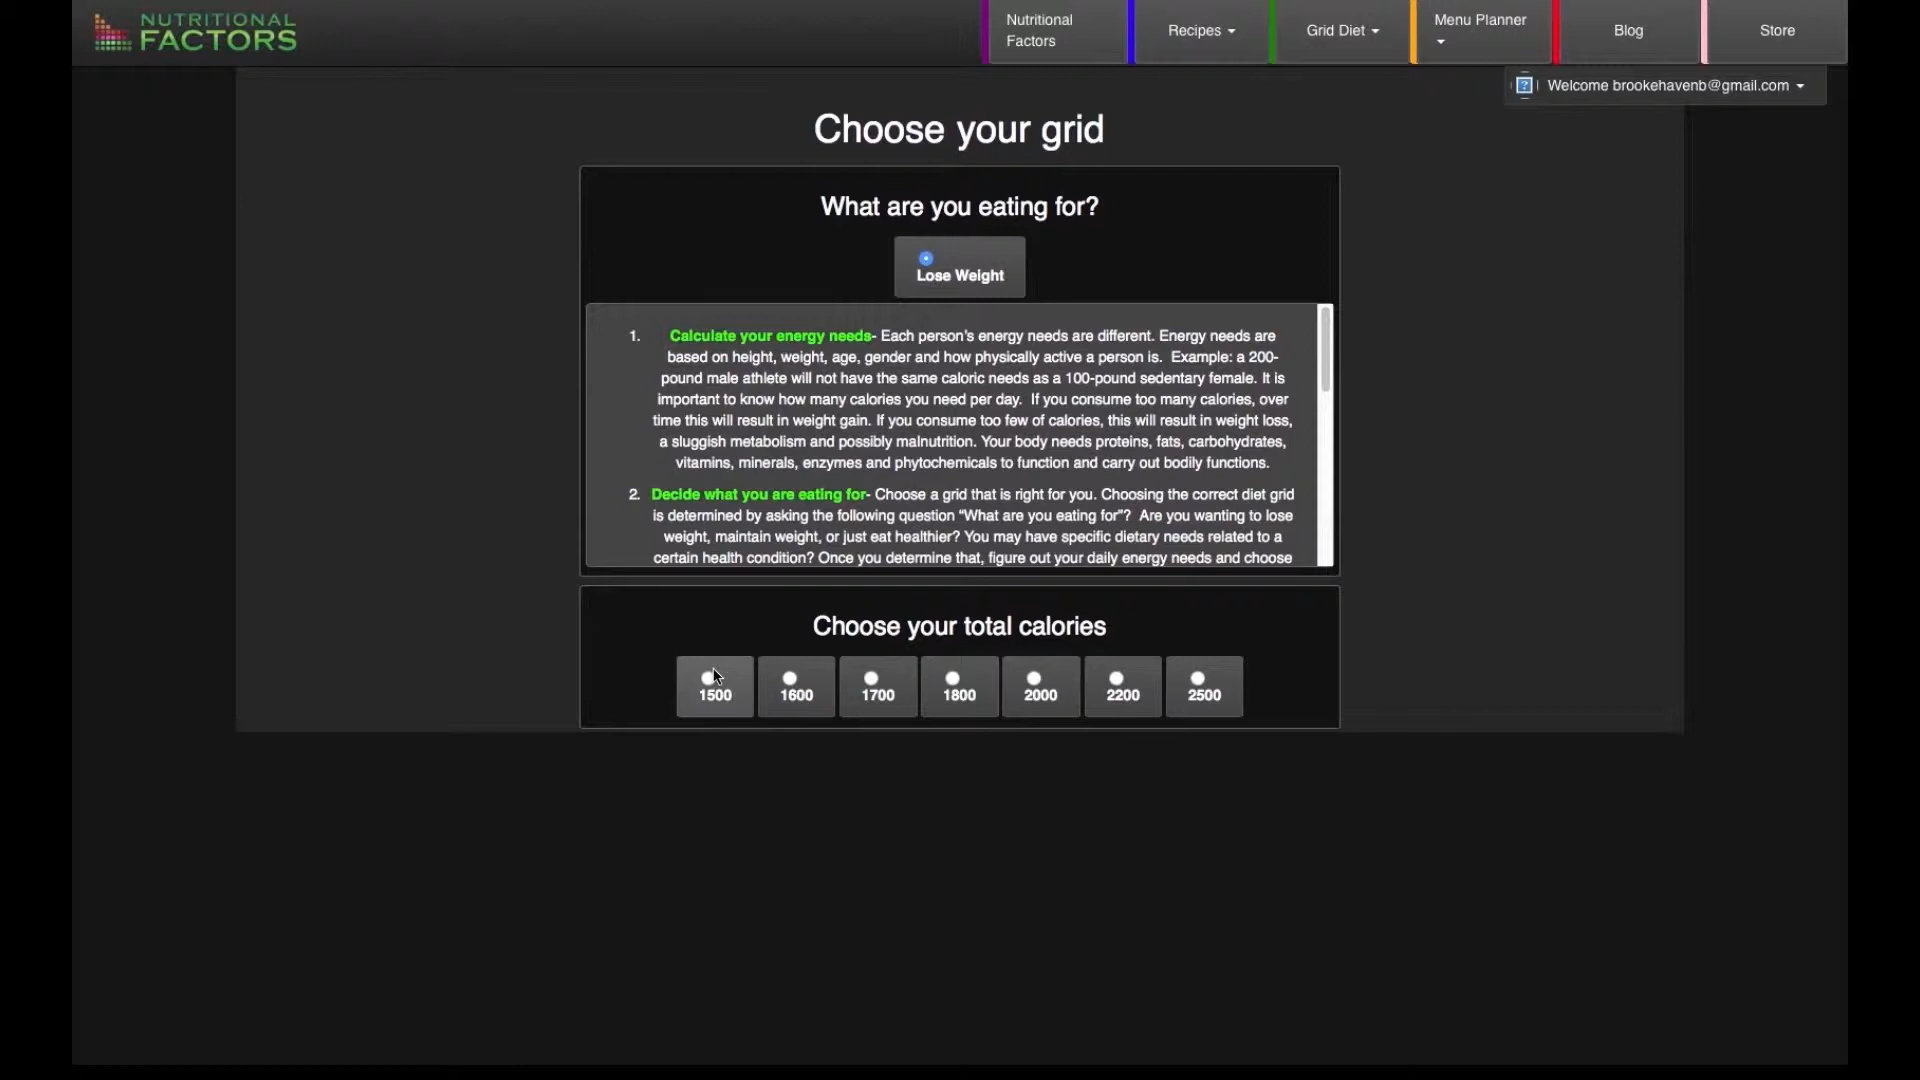 NUTRITIONAL
FACTORS
Nutritional
Factors
Recipes
Grid Diet
Menu Planner
Blog
Store
Welcome brookehavenb@gmail.com
Choose your grid
What are you eating for?
Lose Weight
1. Calculate your energy needs- Each person's energy needs are different. Energy needs are
based on height, weight, age, gender and how physically active a person is. Example: a 200-
pound male athlete will not have the same caloric needs as a 100-pound sedentary female. It is
important to know how many calories you need per day. If you consume too many calories, over
time this will result in weight gain. If you consume too few of calories, this will result in weight loss,
a sluggish metabolism and possibly malnutrition. Your body needs proteins, fats, carbohydrates,
vitamins, minerals, enzymes and phytochemicals to function and carry out bodily functions.
2. Decide what you are eating for- Choose a grid that is right for you. Choosing the correct diet grid
is determined by asking the following question “What are you eating for”? Are you wanting to lose
weight, maintain weight, or just eat healthier? You may have specific dietary needs related to a
certain health condition? Once you determine that, figure out your daily energy needs and choose
Choose your total calories
1500 1600 1700 1800 2000 2200 2500